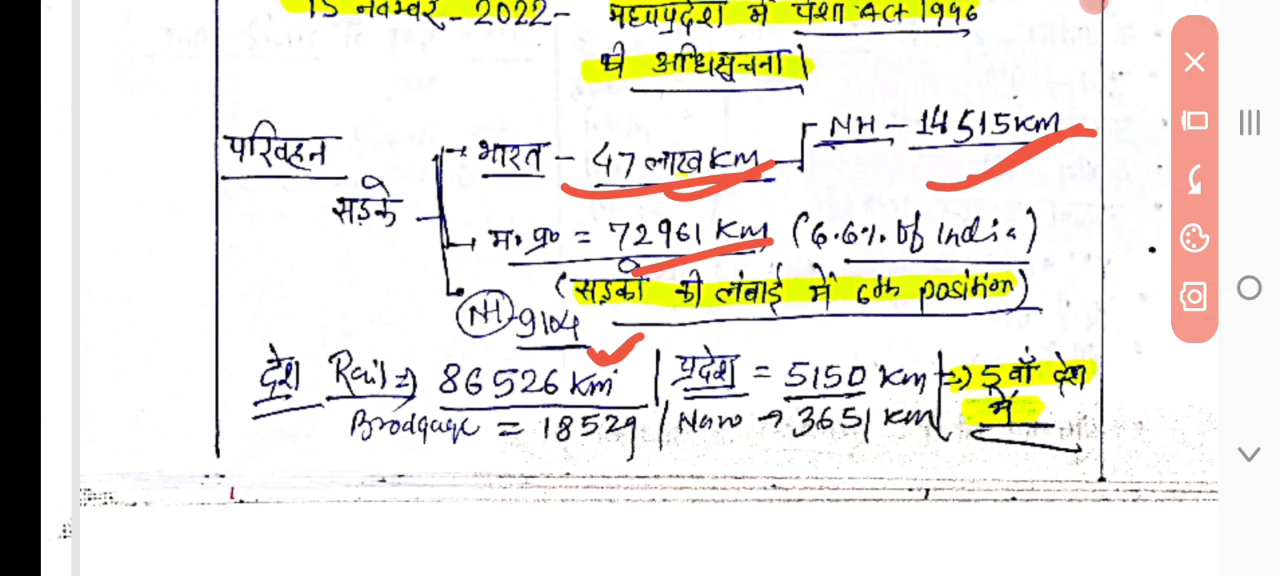 15 नवम्बर - 2022 - मध्यप्रदेश में पेशा Act 1996
की अधिसूचना
परिवहन
सड़के
भारत - 47 लाख KM
NH - 14515 KM
म.प्र. = 72961 KM (6.6% of India)
(सड़को की लंबाई में 6th position)
NH - 9104
देश Rail => 86526 Km | प्रदेश = 5150 Km => 5 वाँ देश
Brodgauge = 18529 | Naro → 3651 Km में